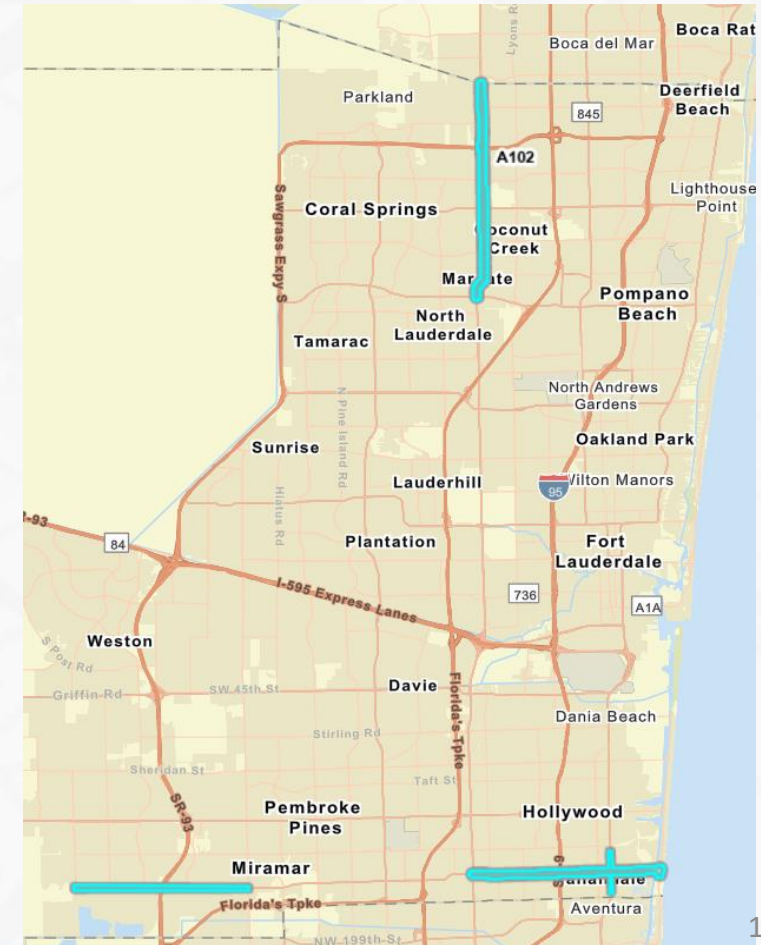 Lyons R
Boca del Mar
Boca Rat
Parkland
Deerfield
Beach
845
A102
Lighthouse
Point
Sawgrass Expy S
Coral Springs
oconut
Creek
Mar
te
Pompano
Beach
North
Lauderdale
Tamarac
North Andrews
Gardens
N Pine Island Rd
Oakland Park
Sunrise
Hiatus Rd
Lauderhill
95
Wilton Manors
R-93
84
Plantation
Fort
Lauderdale
I-595 Express Lanes
736
A1A
Weston
S Post Rd
Griffin Rd
SW 45th St
Davie
Florida's Tpke
Dania Beach
Stirling Rd
Sheridan St
Taft St
SR-93
Pembroke
Pines
Hollywood
Miramar
Florida's Tpke
Aventura
NW 199th St
1